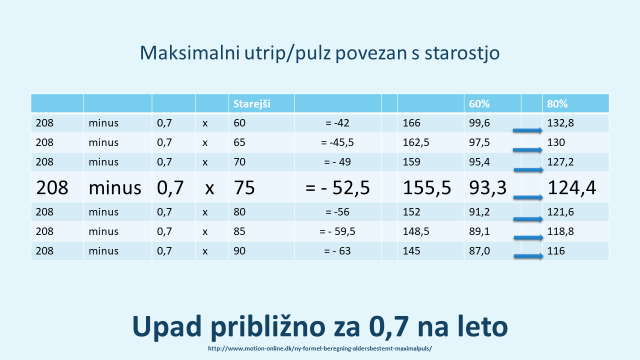 Maksimalni utrip/pulz povezan s starostjo
Starejši 60% 80%
208 minus 0,7 x 60 = -42 166 99,6 132,8
208 minus 0,7 x 65 = -45,5 162,5 97,5 130
208 minus 0,7 x 70 = - 49 159 95,4 127,2
208 minus 0,7 x 75 = - 52,5 155,5 93,3 124,4
208 minus 0,7 x 80 = -56 152 91,2 121,6
208 minus 0,7 x 85 = - 59,5 148,5 89,1 118,8
208 minus 0,7 x 90 = - 63 145 87,0 116
Upad približno za 0,7 na leto
http://www.motion-online.dk/ny-formel-beregning-aldersbestemt-maximalpuls/